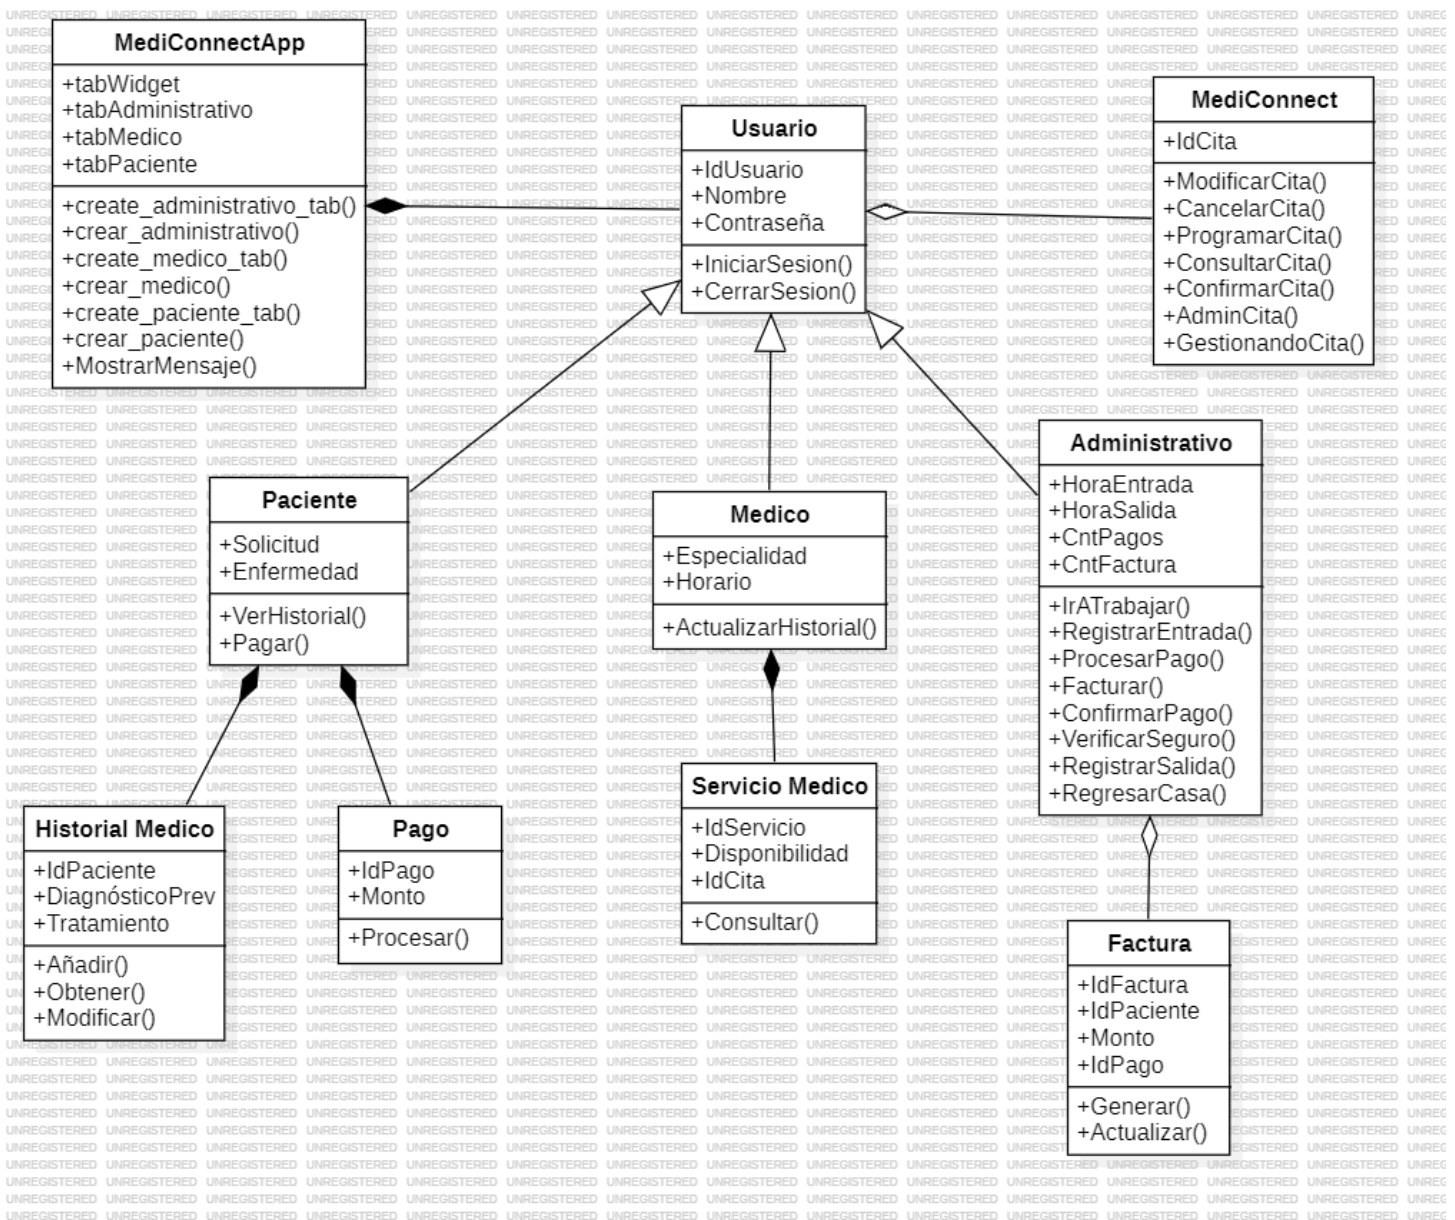 MediConnectApp
+tabWidget
+tabAdministrativo
+tabMedico
+tabPaciente
+create_administrativo_tab()
+crear_administrativo()
+create_medico_tab()
+crear_medico()
+create_paciente_tab()
+crear_paciente()
+MostrarMensaje()
Usuario
+IdUsuario
+Nombre
+Contraseña
+IniciarSesion()
+CerrarSesion()
MediConnect
+IdCita
+ModificarCita()
+CancelarCita()
+ProgramarCita()
+ConsultarCita()
+ConfirmarCita()
+AdminCita()
+GestionandoCita()
Paciente
+Solicitud
+Enfermedad
+VerHistorial()
+Pagar()
Medico
+Especialidad
+Horario
+ActualizarHistorial()
Administrativo
+HoraEntrada
+HoraSalida
+CntPagos
+CntFactura
+IrATrabajar()
+RegistrarEntrada()
+ProcesarPago()
+Facturar()
+ConfirmarPago()
+VerificarSeguro()
+RegistrarSalida()
+RegresarCasa()
Historial Medico
+IdPaciente
+DiagnósticoPrev
+Tratamiento
+Añadir()
+Obtener()
+Modificar()
Pago
+IdPago
+Monto
+Procesar()
Servicio Medico
+IdServicio
+Disponibilidad
+IdCita
+Consultar()
Factura
+IdFactura
+IdPaciente
+Monto
+IdPago
+Generar()
+Actualizar()
UNREGISTERED